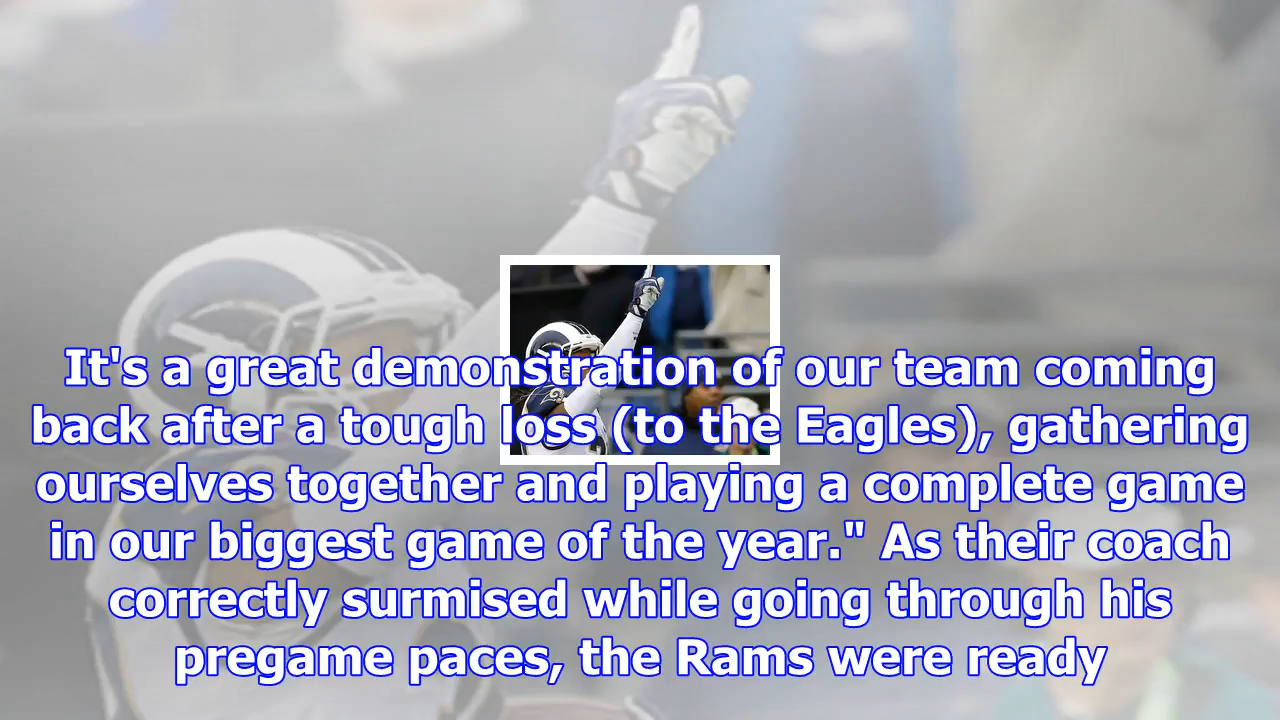 It's a great demonstration of our team coming
back after a tough loss (to the Eagles), gathering
ourselves together and playing a complete game
in our biggest game of the year." As their coach
correctly surmised while going through his
pregame paces, the Rams were ready